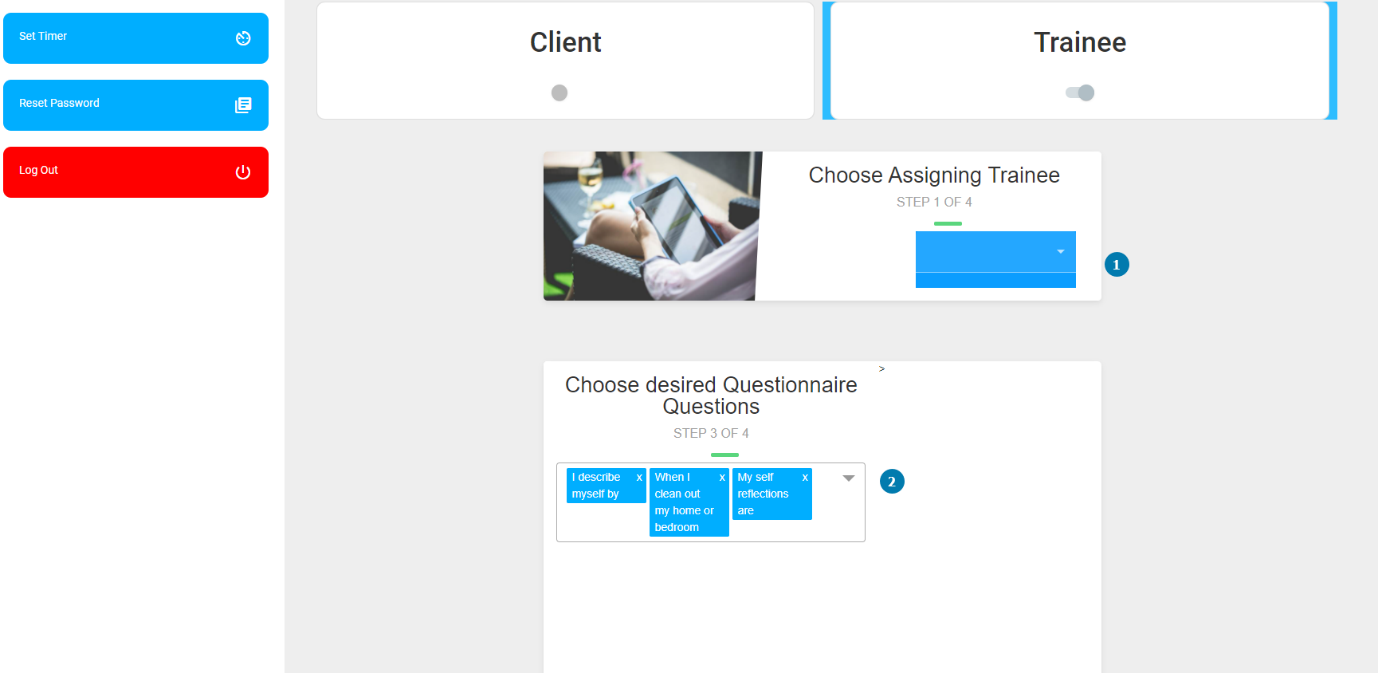 Set Timer
Reset Password
Log Out
Client
Trainee
Choose Assigning Trainee
STEP 1 OF 4
1
>
Choose desired Questionnaire
Questions
STEP 3 OF 4
I describe x
myself by
When I x
clean out
my home or
bedroom
My self x
reflections
are
2